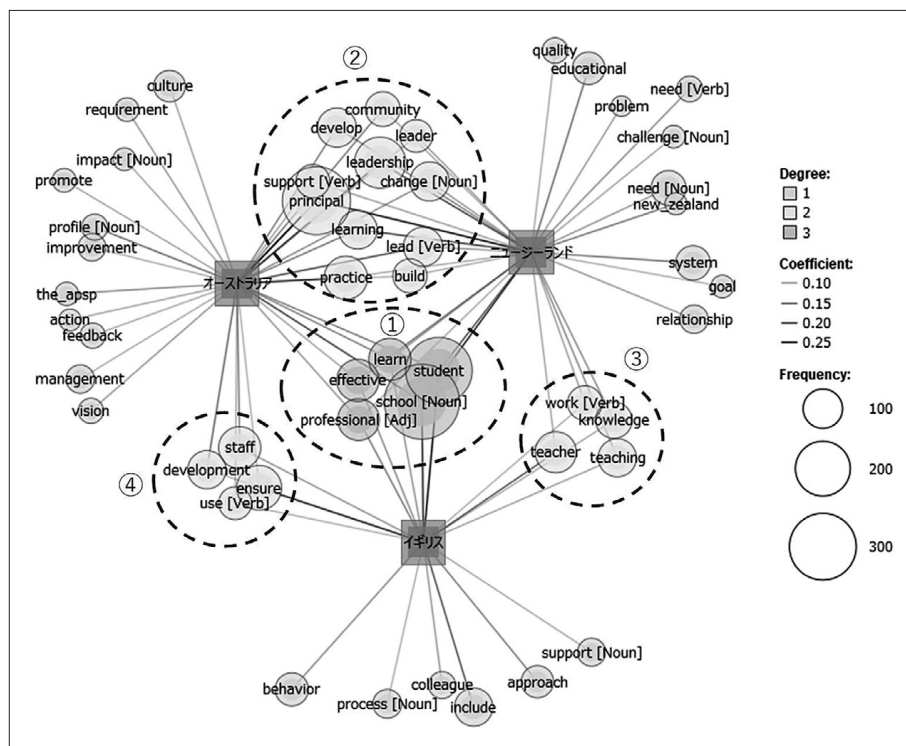 ②
culture
requirement
impact [Noun]
promote
profile [Noun]
improvement
the_apsp
action
feedback
management
vision
オーストラリア
community
develop
leader
leadership
support [Verb]
change [Noun]
principal
learning
lead [Verb]
practice
build
quality
educational
need [Verb]
problem
challenge [Noun]
need [Noun]
new_zealand
ニュージーランド
system
goal
relationship
①
learn
student
effective
school [Noun]
professional [Adj]
③
work [Verb]
knowledge
teacher
teaching
④
staff
development
ensure
use [Verb]
イギリス
support [Noun]
behavior
colleague
approach
process [Noun]
include
Degree:
1
2
3
Coefficient:
0.10
0.15
0.20
0.25
Frequency:
100
200
300